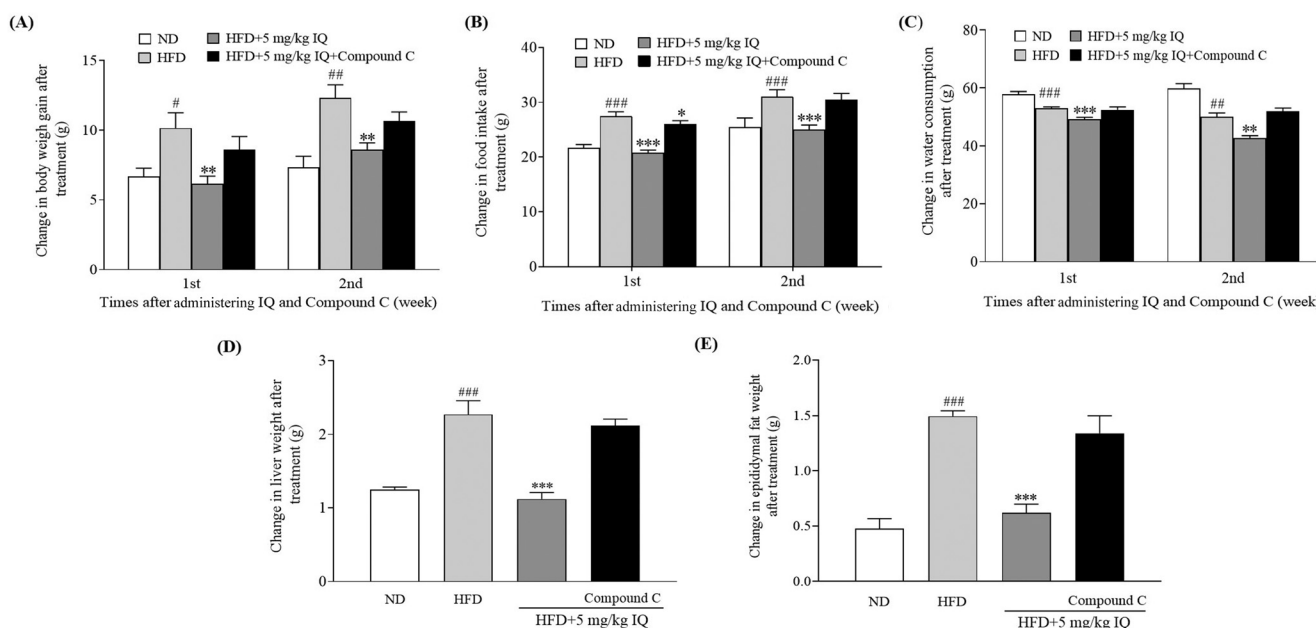 (A)
ND
HFD
HFD+5 mg/kg IQ
HFD+5 mg/kg IQ+Compound C
Change in body weigh gain after
treatment (g)
15
10
5
0
#
**
##
**
1st
2nd
Times after administering IQ and Compound C (week)
(B)
ND
HFD
HFD+5 mg/kg IQ
HFD+5 mg/kg IQ+Compound C
Change in food intake after
treatment (g)
40
30
20
10
0
###
***
*
###
***
1st
2nd
Times after administering IQ and Compound C (week)
(C)
ND
HFD
HFD+5 mg/kg IQ
HFD+5 mg/kg IQ+Compound C
Change in water consumption
after treatment (g)
80
60
40
20
0
###
***
##
**
1st
2nd
Times after administering IQ and Compound C (week)
(D)
Change in liver weight after
treatment (g)
3
2
1
0
###
***
ND
HFD
Compound C
HFD+5 mg/kg IQ
(E)
Change in epididymal fat weight
after treatment (g)
2.0
1.5
1.0
0.5
0.0
###
***
ND
HFD
Compound C
HFD+5 mg/kg IQ